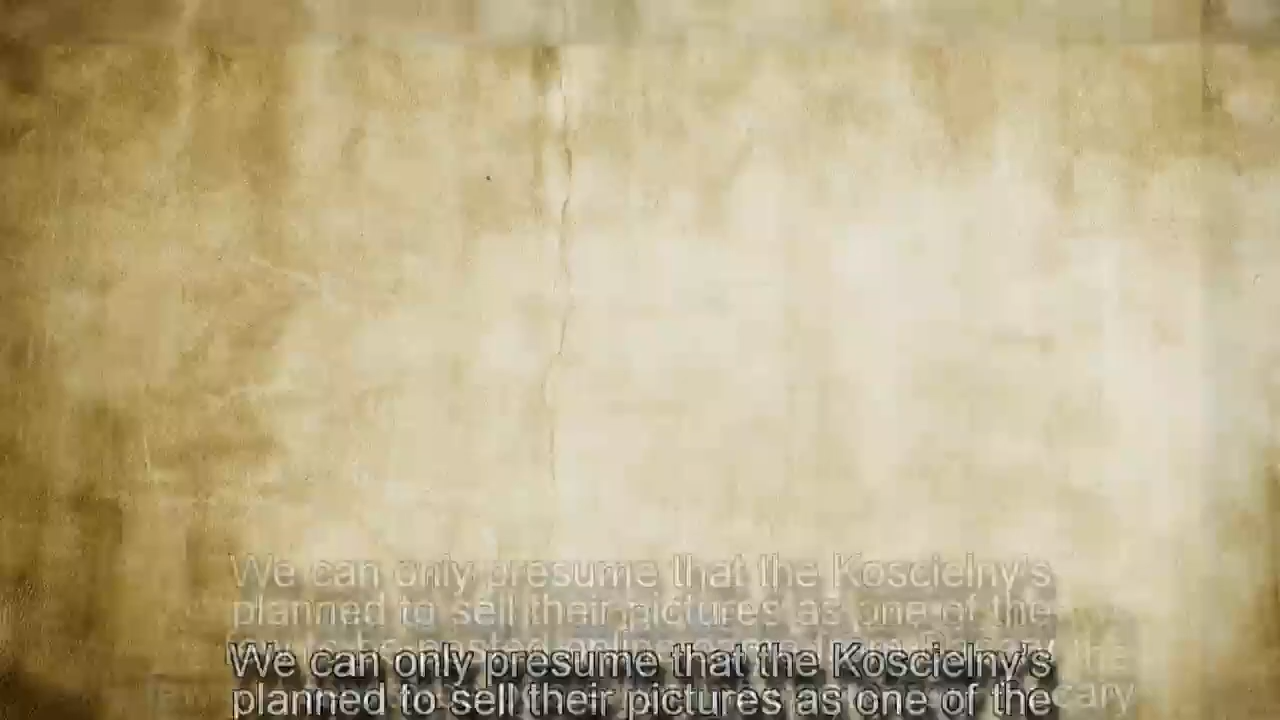 We can only presume that the Koscielny's
planned to sell their pictures as one of the
We can only presume that the Koscielny's
planned to sell their pictures as one of the